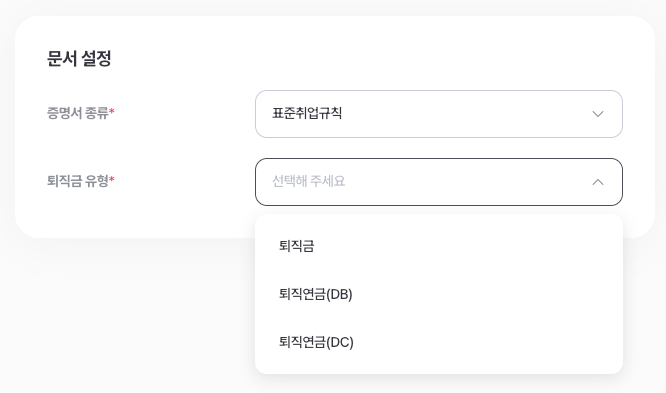 문서 설정
증명서 종류*
표준취업규칙
퇴직금 유형*
선택해 주세요
퇴직금
퇴직연금(DB)
퇴직연금(DC)